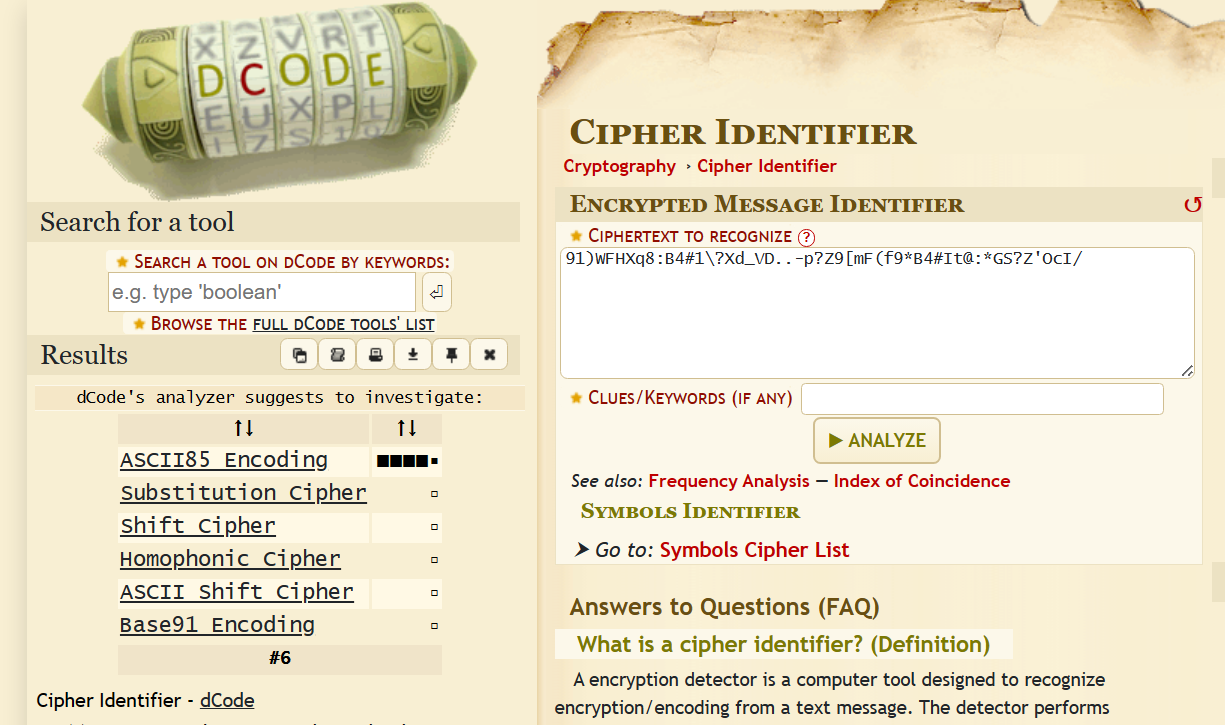 X Z V R T
D C O D E
E U X P L
Search for a tool
★ Search a tool on dCode by keywords:
e.g. type 'boolean'
★ Browse the full dCode tools' list
Results
dCode's analyzer suggests to investigate:
↑↓ ↑↓
ASCII85 Encoding ■■■■▪
Substitution Cipher ▫
Shift Cipher ▫
Homophonic Cipher ▫
ASCII Shift Cipher ▫
Base91 Encoding ▫
#6
Cipher Identifier - dCode
Cipher Identifier
Cryptography › Cipher Identifier
Encrypted Message Identifier ↺
★ Ciphertext to recognize ?
91)WFHXq8:B4#1\?Xd_VD..-p?Z9[mF(f9*B4#It@:*GS?Z'OcI/
★ Clues/Keywords (if any)
▶ ANALYZE
See also: Frequency Analysis — Index of Coincidence
Symbols Identifier
➤ Go to: Symbols Cipher List
Answers to Questions (FAQ)
What is a cipher identifier? (Definition)
A encryption detector is a computer tool designed to recognize
encryption/encoding from a text message. The detector performs